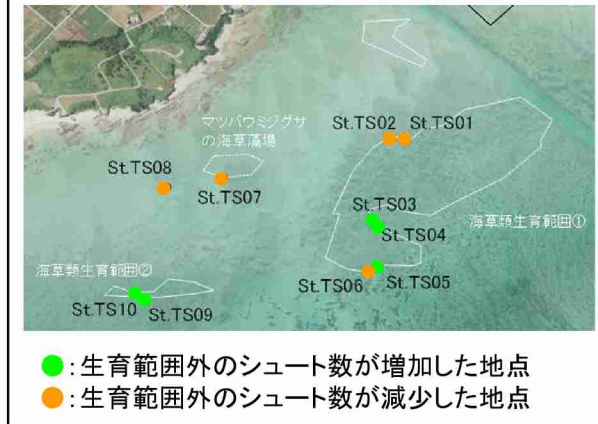 マツバウミジグサ
の海草藻場
St.TS02 St.TS01
St.TS08
St.TS07
St.TS03
海草類生育範囲①
St.TS04
海草類生育範囲②
St.TS06
St.TS05
St.TS10
St.TS09
●:生育範囲外のシュート数が増加した地点
●:生育範囲外のシュート数が減少した地点